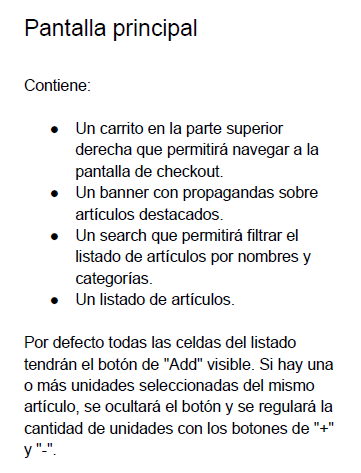 Pantalla principal
Contiene:
● Un carrito en la parte superior
derecha que permitirá navegar a la
pantalla de checkout.
● Un banner con propagandas sobre
artículos destacados.
● Un search que permitirá filtrar el
listado de artículos por nombres y
categorías.
● Un listado de artículos.
Por defecto todas las celdas del listado
tendrán el botón de "Add" visible. Si hay una
o más unidades seleccionadas del mismo
artículo, se ocultará el botón y se regulará la
cantidad de unidades con los botones de "+"
y "-".